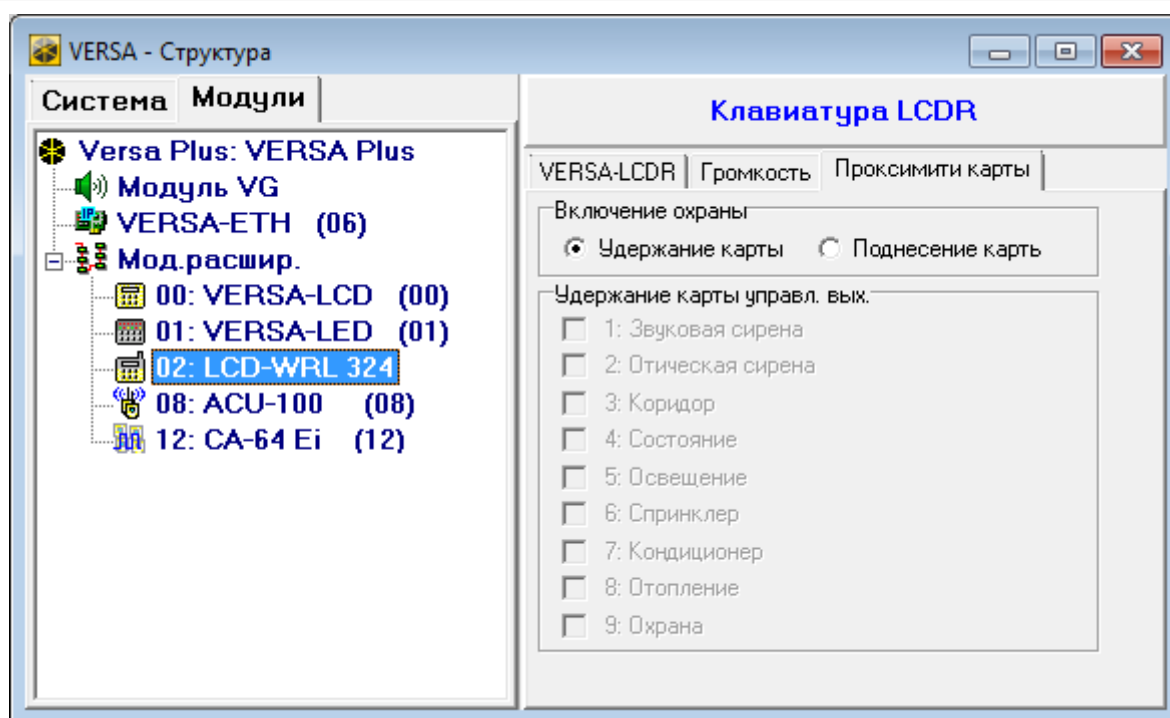 VERSA - Структура
Система Модули
Versa Plus: VERSA Plus
Модуль VG
VERSA-ETH (06)
Мод.расшир.
00: VERSA-LCD (00)
01: VERSA-LED (01)
02: LCD-WRL 324
08: ACU-100 (08)
12: CA-64 Ei (12)
Клавиатура LCDR
VERSA-LCDR Громкость Проксимити карты
Включение охраны
Удержание карты Поднесение карть
Удержание карты управл. вых.
1: Звуковая сирена
2: Отическая сирена
3: Коридор
4: Состояние
5: Освещение
6: Спринклер
7: Кондиционер
8: Отопление
9: Охрана